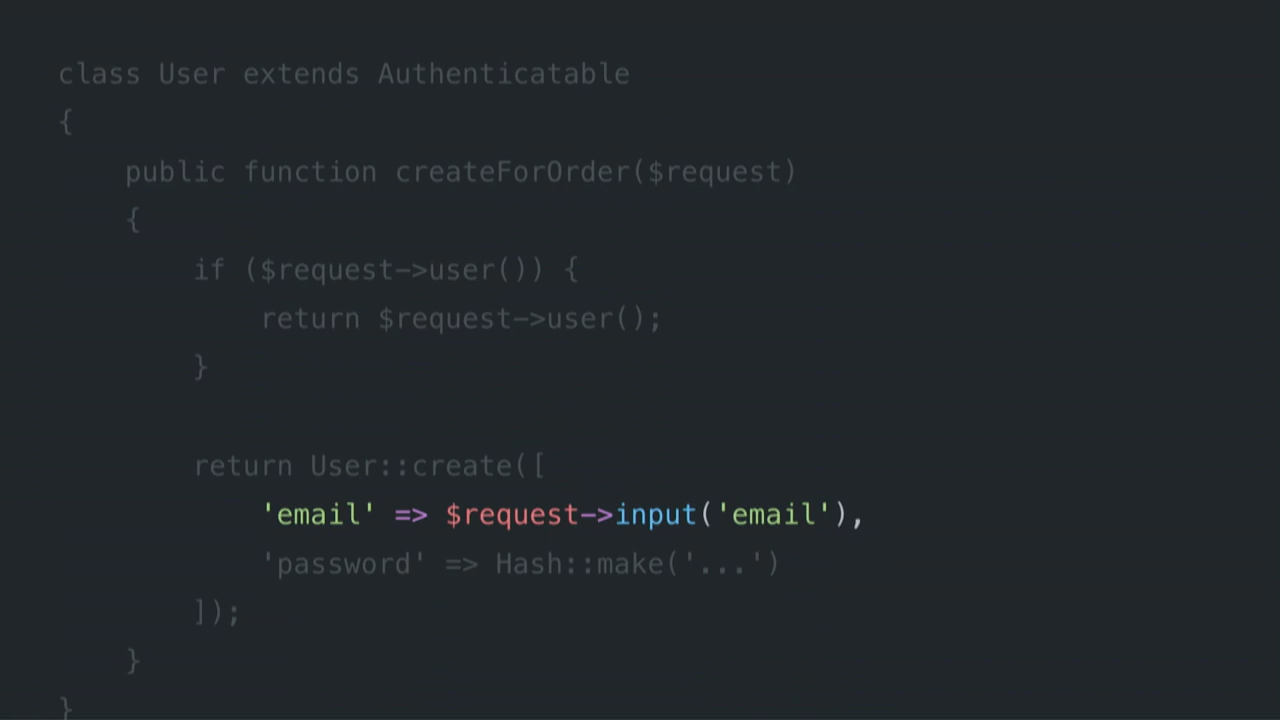 class User extends Authenticatable
{
    public function createForOrder($request)
    {
        if ($request->user()) {
            return $request->user();
        }
        return User::create([
            'email' => $request->input('email'),
            'password' => Hash::make('...')
        ]);
    }
}